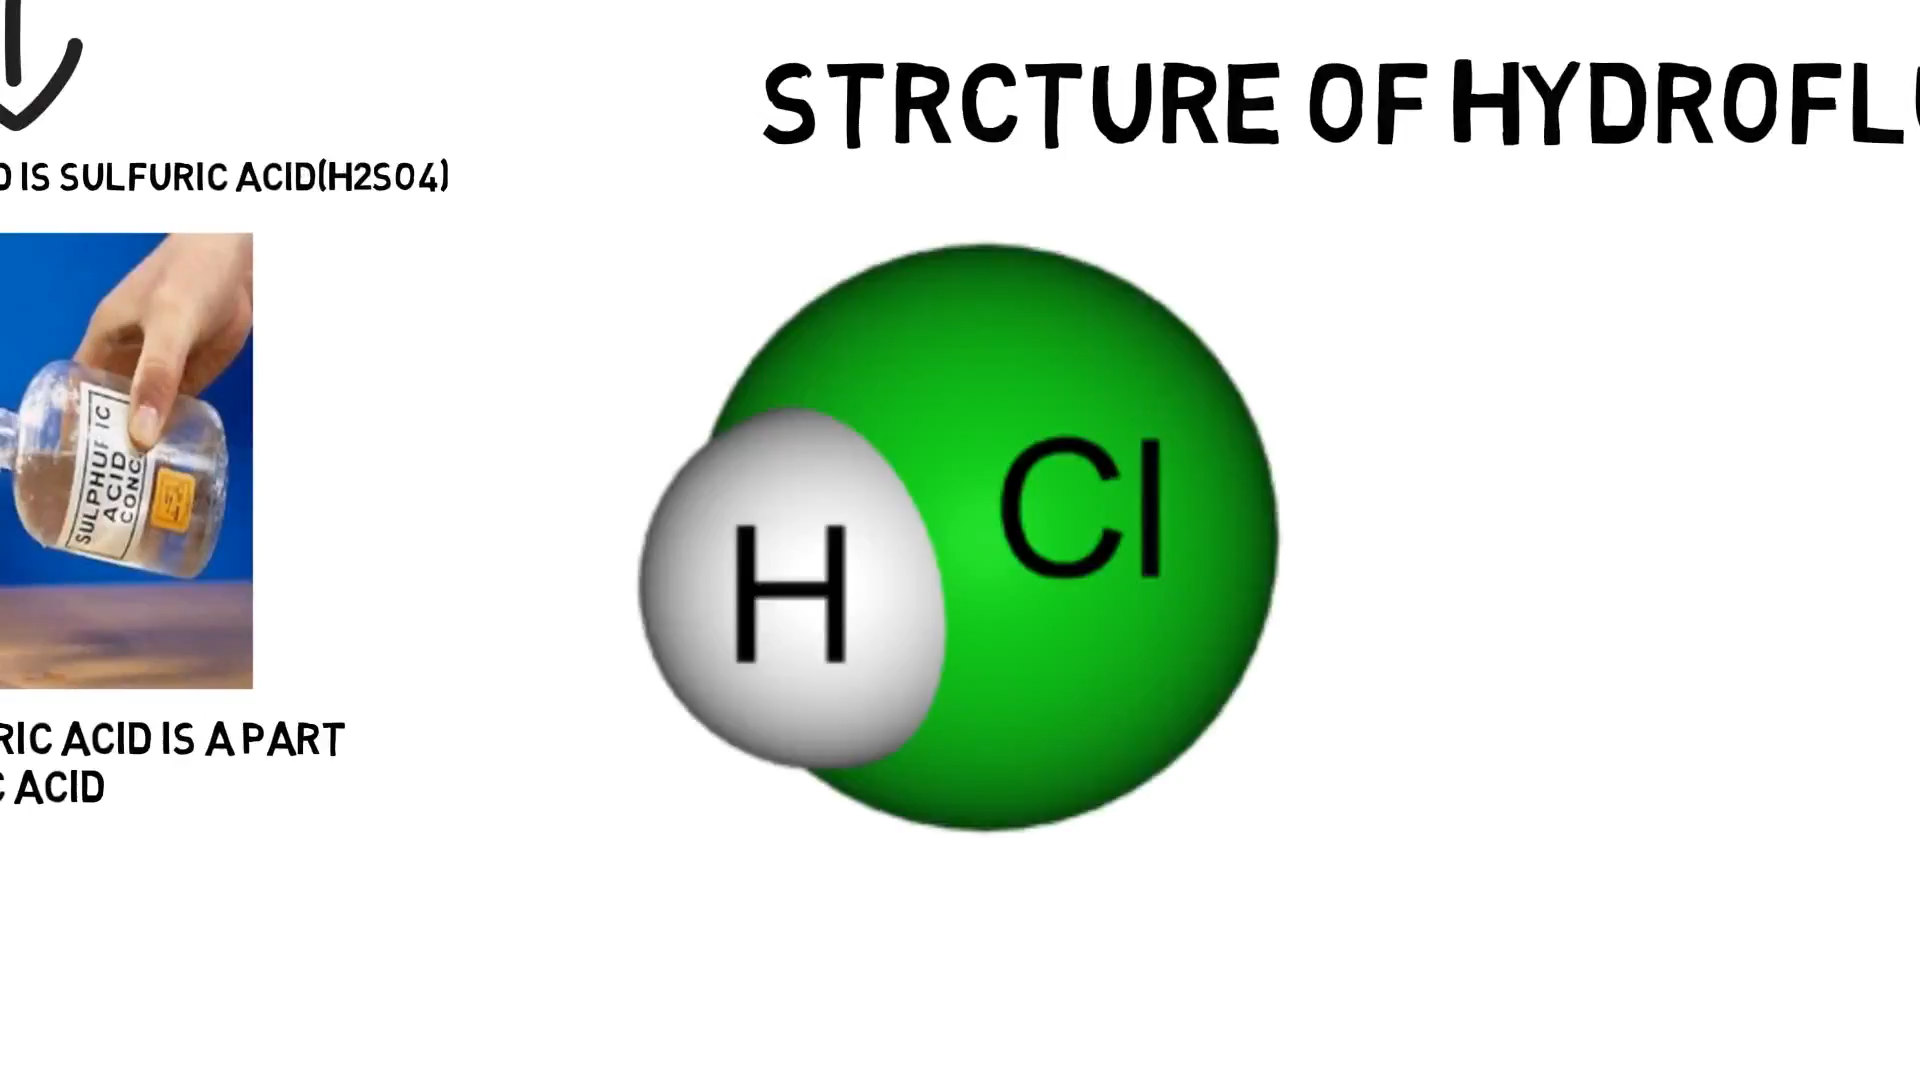 STRCTURE OF HYDROFL
IS SULFURIC ACID(H2SO4)
SULPHURIC
ACID
CONC.
H
Cl
RIC ACID IS A PART
ACID